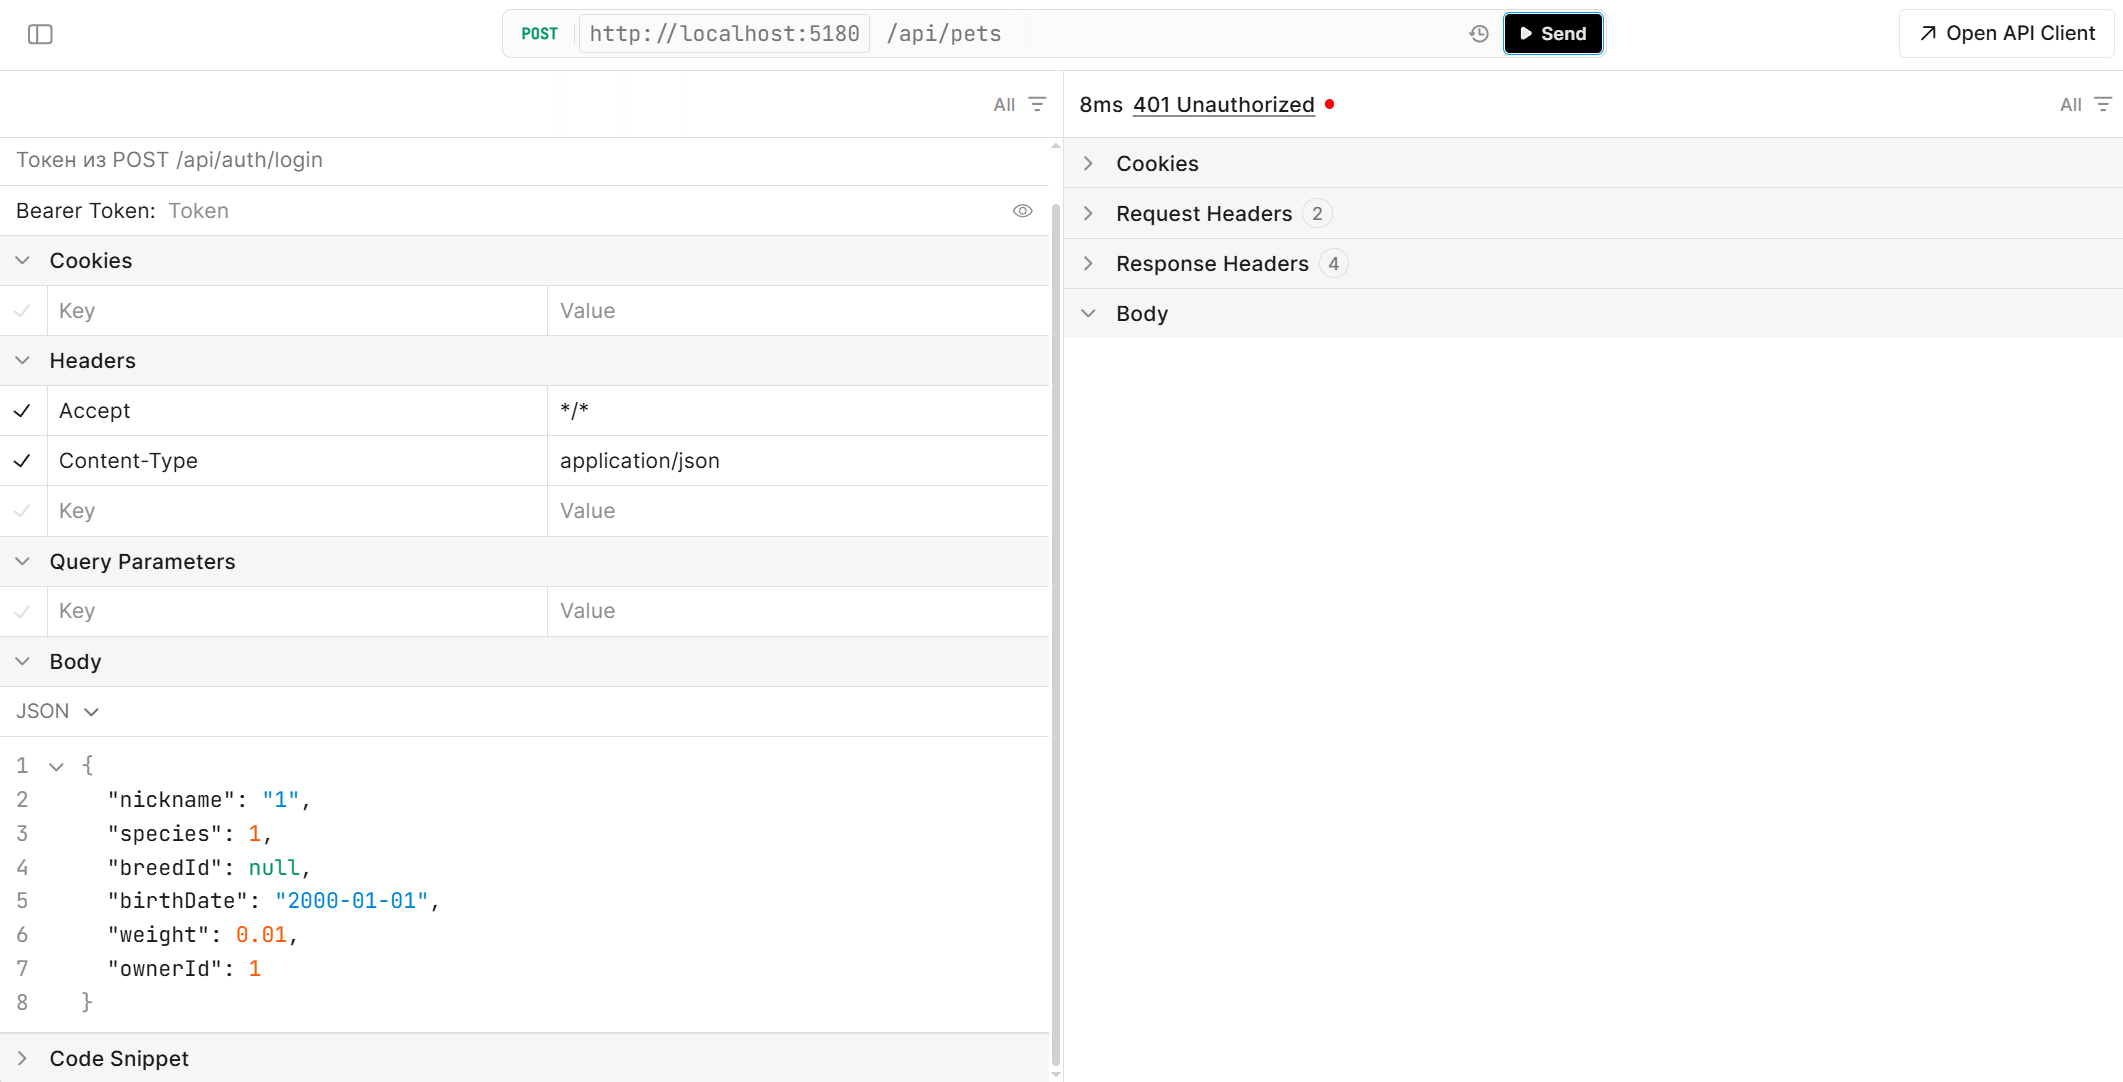 POST http://localhost:5180 /api/pets Send Open API Client
All
Токен из POST /api/auth/login
Bearer Token: Token
Cookies
Key Value
Headers
Accept */*
Content-Type application/json
Key Value
Query Parameters
Key Value
Body
JSON
1 {
2 "nickname": "1",
3 "species": 1,
4 "breedId": null,
5 "birthDate": "2000-01-01",
6 "weight": 0.01,
7 "ownerId": 1
8 }
Code Snippet
8ms 401 Unauthorized All
Cookies
Request Headers 2
Response Headers 4
Body